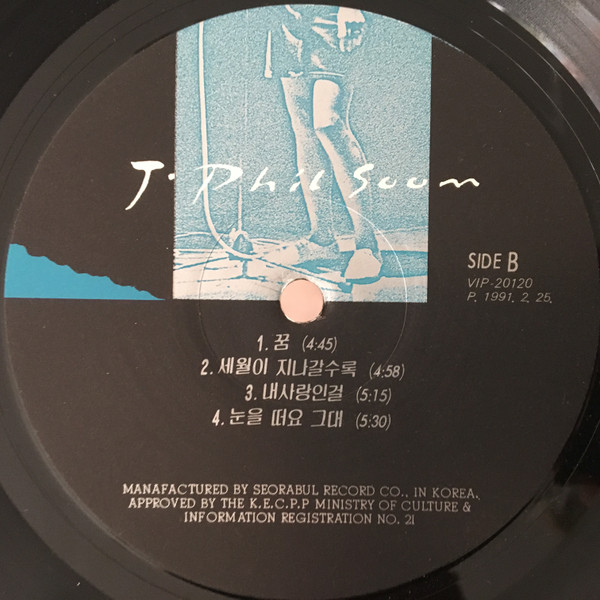 J. Phil Soon
SIDE B
VIP-20120
P. 1991. 2. 25.
1. 꿈 (4:45)
2. 세월이 지나갈수록 (4:58)
3. 내사랑인걸 (5:15)
4. 눈을 떠요 그대 (5:30)
MANAFACTURED BY SEORABUL RECORD CO., IN KOREA.
APPROVED BY THE K.E.C.P.P MINISTRY OF CULTURE &
INFORMATION REGISTRATION NO. 21